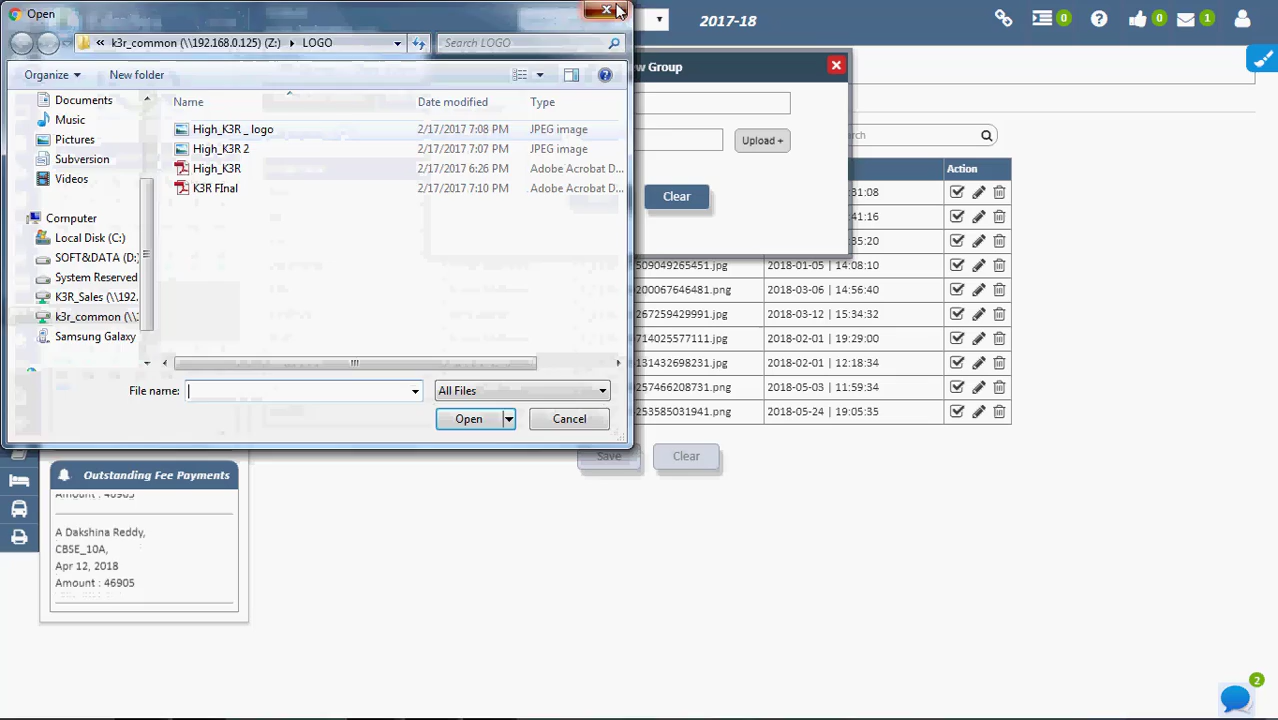 Open
2017-18
0
0
1
« k3r_common (\\192.168.0.125) (Z:) ▸ LOGO
Search LOGO
w Group
Organize
New folder
Upload +
arch
Name
Date modified
Type
Documents
Music
Pictures
Subversion
Videos
Computer
Local Disk (C:)
SOFT&DATA (D:
System Reserved
K3R_Sales (\\192.
k3r_common (\\
Samsung Galaxy
High_K3R _ logo 2/17/2017 7:08 PM JPEG image
High_K3R 2 2/17/2017 7:07 PM JPEG image
High_K3R 2/17/2017 6:26 PM Adobe Acrobat D...
K3R FInal 2/17/2017 7:10 PM Adobe Acrobat D...
Clear
Action
31:08
41:16
35:20
509049265451.jpg 2018-01-05 | 14:08:10
200067646481.png 2018-03-06 | 14:56:40
267259429991.png 2018-03-12 | 15:34:32
714025577111.jpg 2018-02-01 | 19:29:00
131432698231.jpg 2018-02-01 | 12:18:34
257466208731.png 2018-05-03 | 11:59:34
253585031941.png 2018-05-24 | 19:05:35
File name:
All Files
Open
Cancel
Save
Clear
Outstanding Fee Payments
Amount : 46905
A Dakshina Reddy,
CBSE_10A,
Apr 12, 2018
Amount : 46905
2